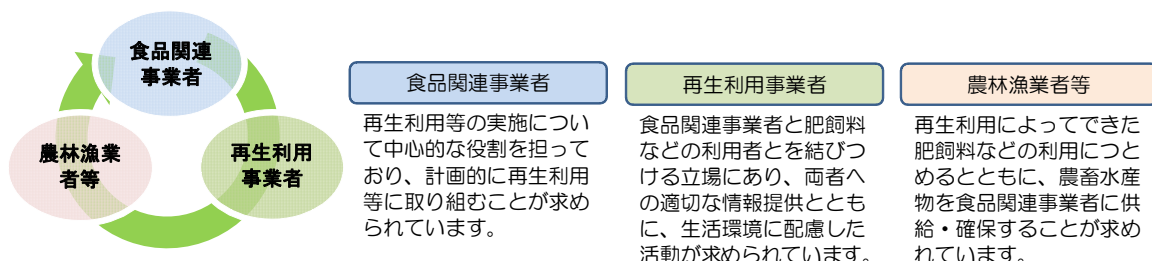 食品関連
事業者
農林漁業
者等
再生利用
事業者
食品関連事業者
再生利用等の実施につい
て中心的な役割を担って
おり、計画的に再生利用
等に取り組むことが求め
られています。
再生利用事業者
食品関連事業者と肥飼料
などの利用者とを結びつ
ける立場にあり、両者へ
の適切な情報提供ととも
に、生活環境に配慮した
活動が求められています。
農林漁業者等
再生利用によってできた
肥飼料などの利用につと
めるとともに、農畜水産
物を食品関連事業者に供
給・確保することが求め
られています。